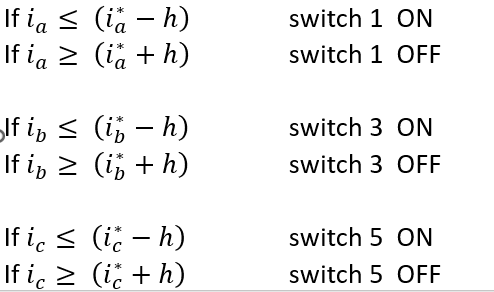 If i_a ≤ (i_a^* − h) switch 1 ON
If i_a ≥ (i_a^* + h) switch 1 OFF
If i_b ≤ (i_b^* − h) switch 3 ON
If i_b ≥ (i_b^* + h) switch 3 OFF
If i_c ≤ (i_c^* − h) switch 5 ON
If i_c ≥ (i_c^* + h) switch 5 OFF